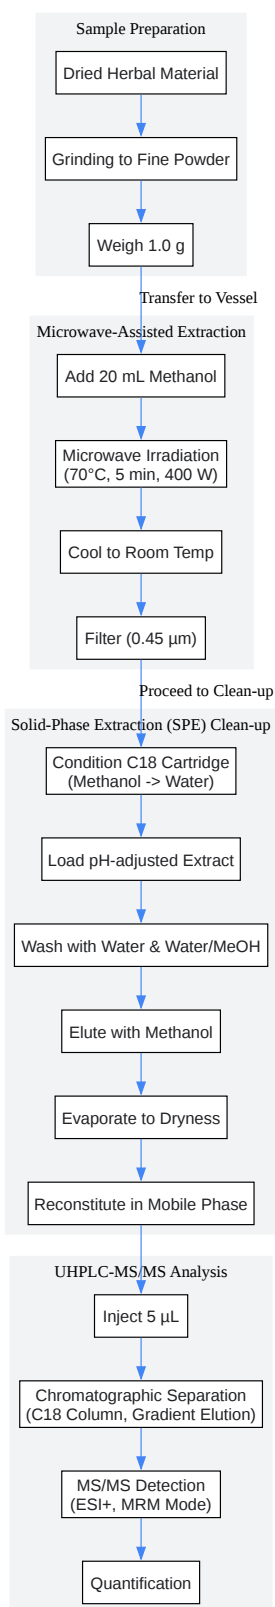 Sample Preparation
Dried Herbal Material
Grinding to Fine Powder
Weigh 1.0 g
Transfer to Vessel
Microwave-Assisted Extraction
Add 20 mL Methanol
Microwave Irradiation
(70°C, 5 min, 400 W)
Cool to Room Temp
Filter (0.45 µm)
Proceed to Clean-up
Solid-Phase Extraction (SPE) Clean-up
Condition C18 Cartridge
(Methanol -> Water)
Load pH-adjusted Extract
Wash with Water & Water/MeOH
Elute with Methanol
Evaporate to Dryness
Reconstitute in Mobile Phase
UHPLC-MS/MS Analysis
Inject 5 µL
Chromatographic Separation
(C18 Column, Gradient Elution)
MS/MS Detection
(ESI+, MRM Mode)
Quantification